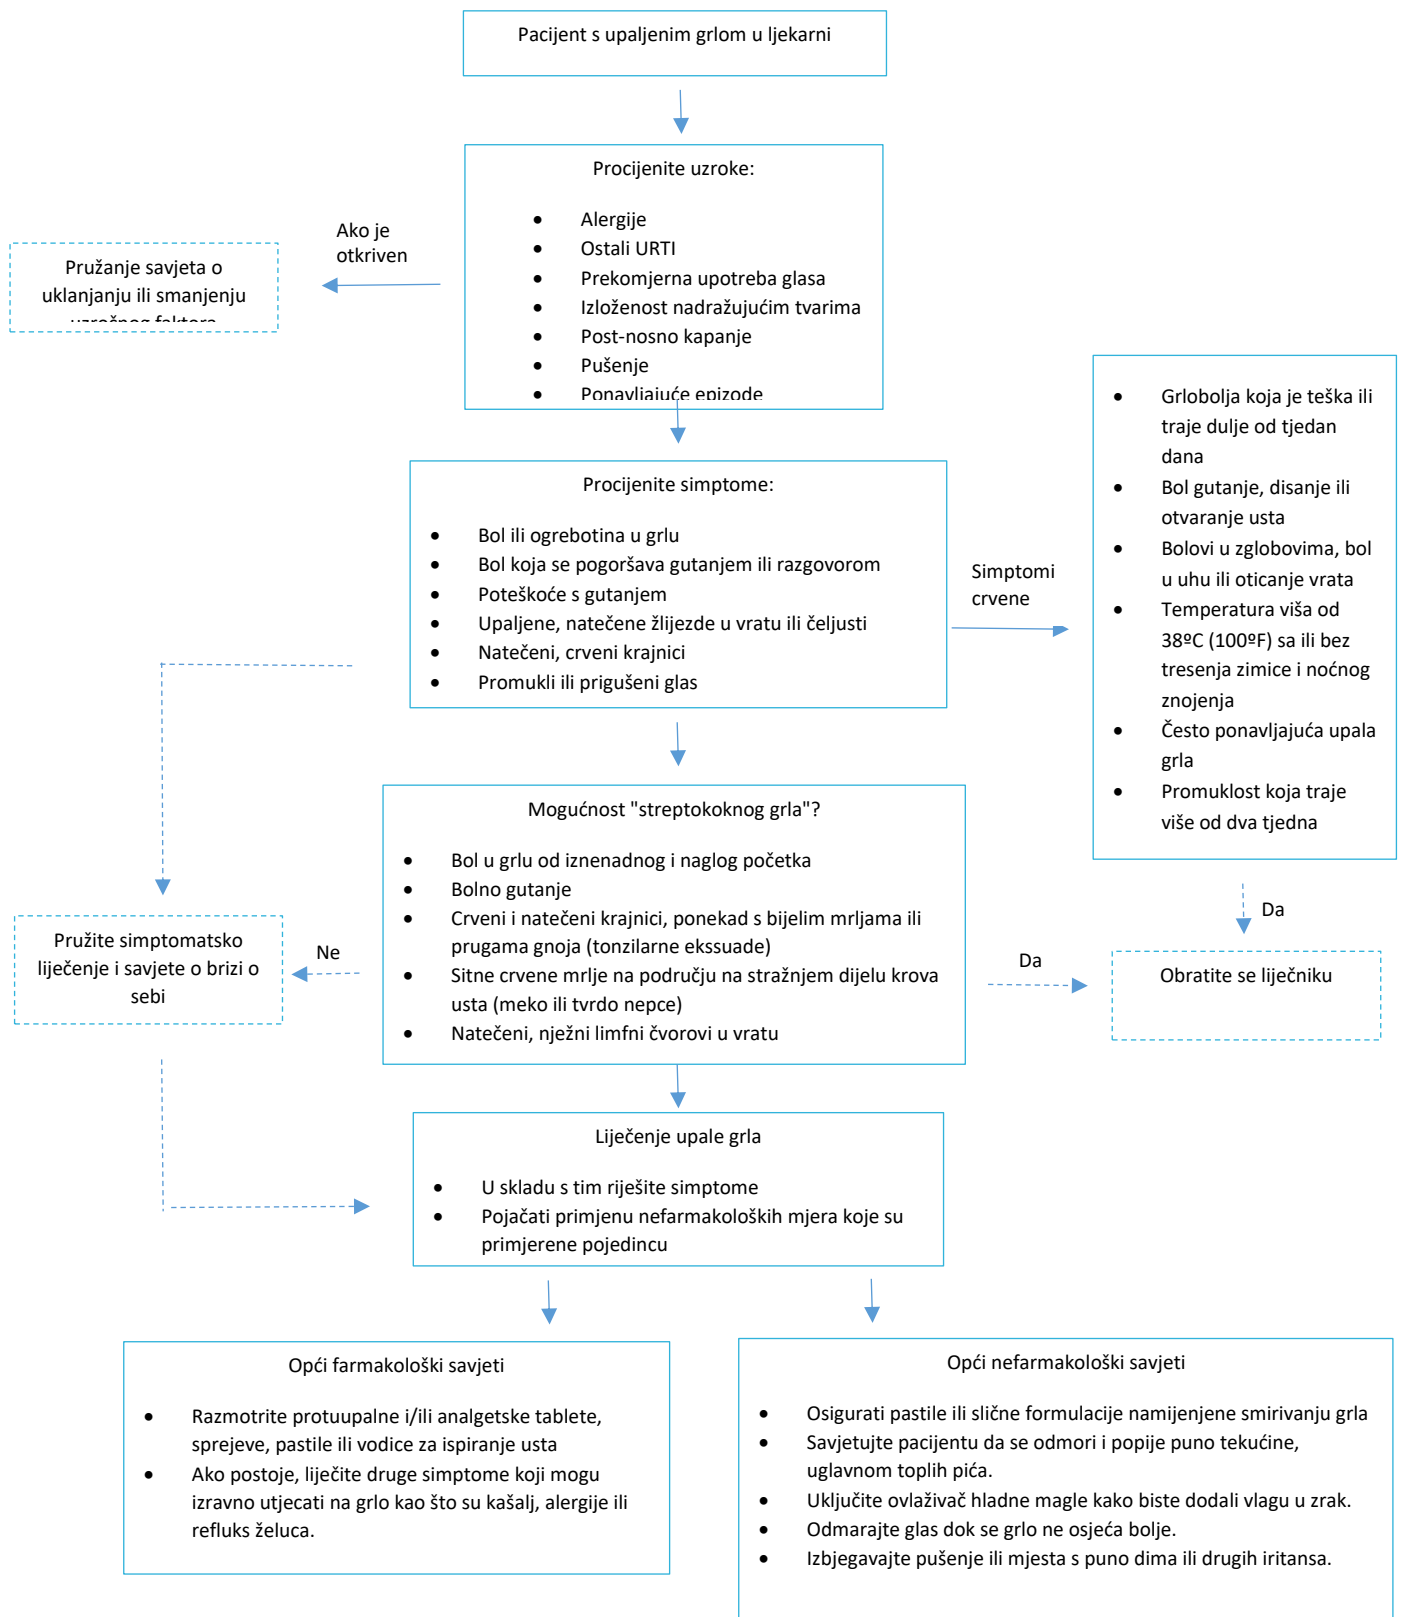 Pacijent s upaljenim grlom u ljekarni
Procijenite uzroke:
• Alergije
• Ostali URTI
• Prekomjerna upotreba glasa
• Izloženost nadražujućim tvarima
• Post-nosno kapanje
• Pušenje
• Ponavljajuće epizode
Ako je
otkriven
Pružanje savjeta o
uklanjanju ili smanjenju
uzročnog faktora
Procijenite simptome:
• Bol ili ogrebotina u grlu
• Bol koja se pogoršava gutanjem ili razgovorom
• Poteškoće s gutanjem
• Upaljene, natečene žlijezde u vratu ili čeljusti
• Natečeni, crveni krajnici
• Promukli ili prigušeni glas
Simptomi
crvene
• Grlobolja koja je teška ili
traje dulje od tjedan
dana
• Bol gutanje, disanje ili
otvaranje usta
• Bolovi u zglobovima, bol
u uhu ili oticanje vrata
• Temperatura viša od
38ºC (100ºF) sa ili bez
tresenja zimice i noćnog
znojenja
• Često ponavljajuća upala
grla
• Promuklost koja traje
više od dva tjedna
Da
Mogućnost "streptokoknog grla"?
• Bol u grlu od iznenadnog i naglog početka
• Bolno gutanje
• Crveni i natečeni krajnici, ponekad s bijelim mrljama ili
prugama gnoja (tonzilarne ekssuade)
• Sitne crvene mrlje na području na stražnjem dijelu krova
usta (meko ili tvrdo nepce)
• Natečeni, nježni limfni čvorovi u vratu
Ne
Pružite simptomatsko
liječenje i savjete o brizi o
sebi
Da
Obratite se liječniku
Liječenje upale grla
• U skladu s tim riješite simptome
• Pojačati primjenu nefarmakoloških mjera koje su
primjerene pojedincu
Opći farmakološki savjeti
• Razmotrite protuupalne i/ili analgetske tablete,
sprejeve, pastile ili vodice za ispiranje usta
• Ako postoje, liječite druge simptome koji mogu
izravno utjecati na grlo kao što su kašalj, alergije ili
refluks želuca.
Opći nefarmakološki savjeti
• Osigurati pastile ili slične formulacije namijenjene smirivanju grla
• Savjetujte pacijentu da se odmori i popije puno tekućine,
uglavnom toplih pića.
• Uključite ovlaživač hladne magle kako biste dodali vlagu u zrak.
• Odmarajte glas dok se grlo ne osjeća bolje.
• Izbjegavajte pušenje ili mjesta s puno dima ili drugih iritansa.